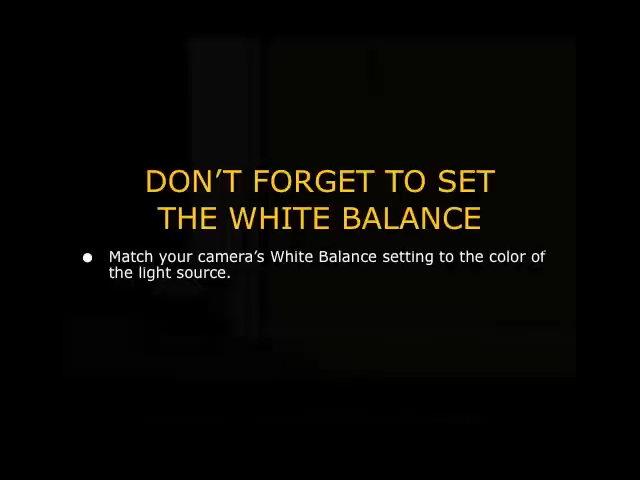 DON’T FORGET TO SET
THE WHITE BALANCE
● Match your camera’s White Balance setting to the color of
the light source.